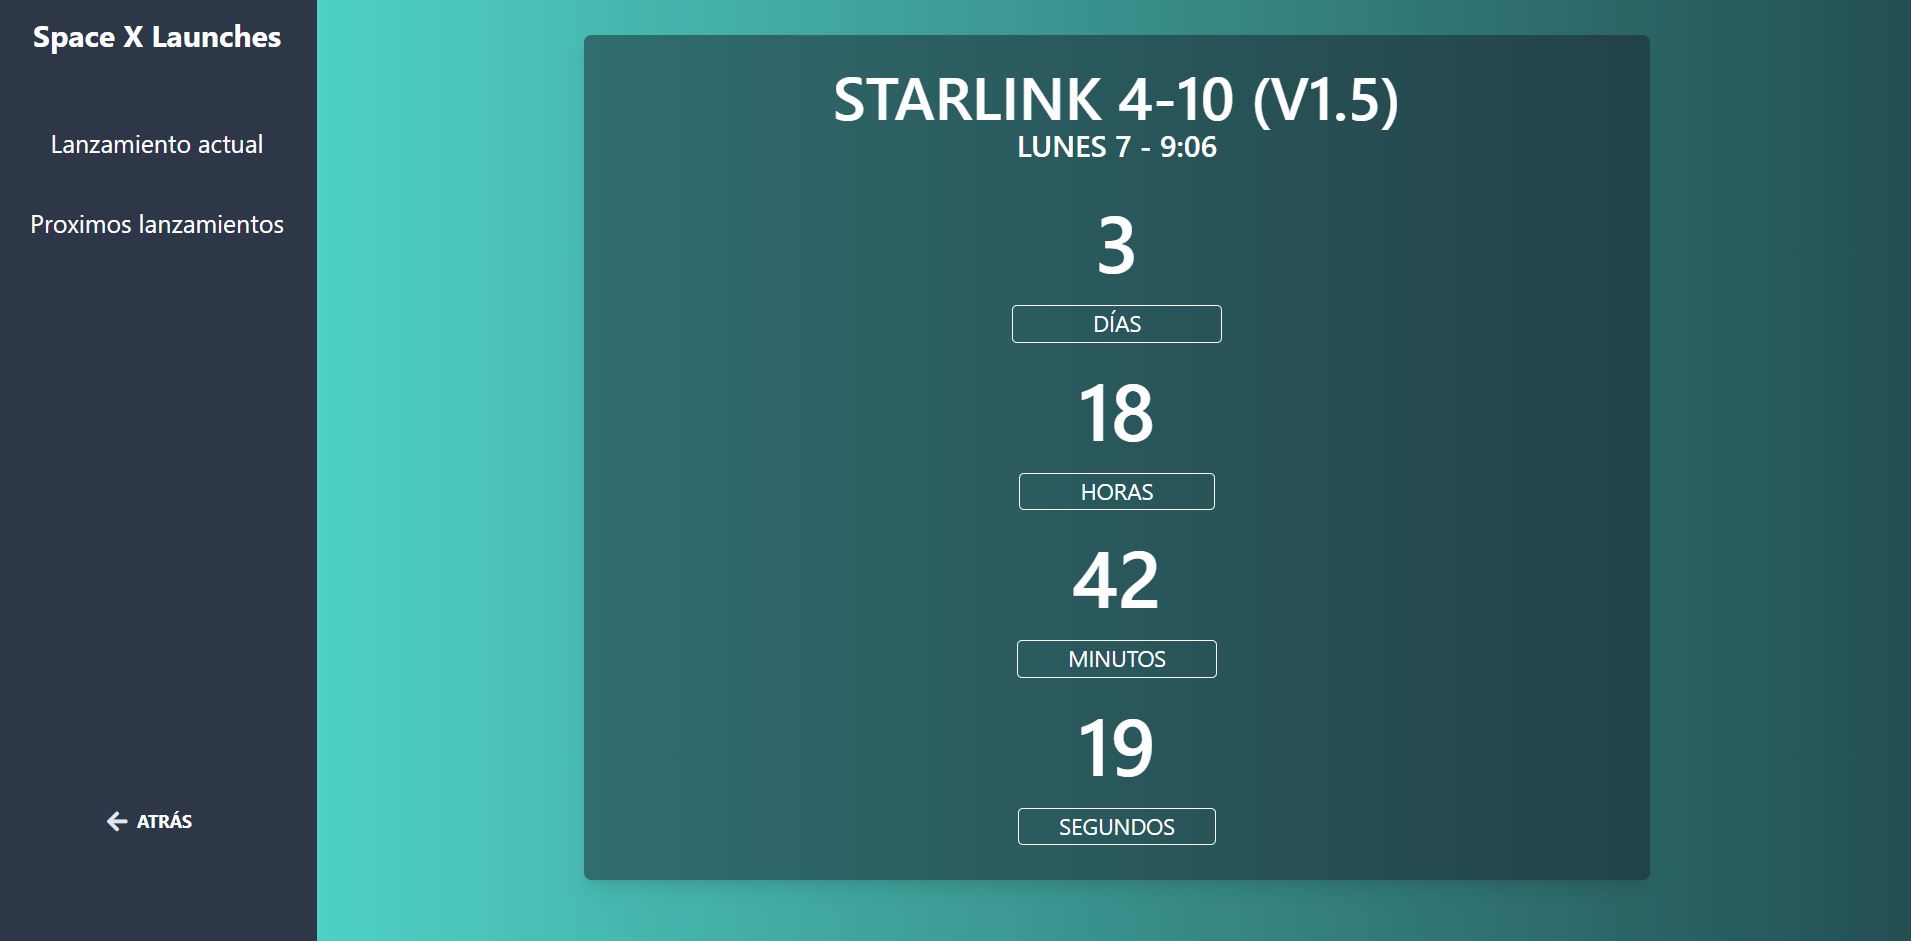 Space X Launches
Lanzamiento actual
Proximos lanzamientos
ATRÁS
STARLINK 4-10 (V1.5)
LUNES 7 - 9:06
3
DÍAS
18
HORAS
42
MINUTOS
19
SEGUNDOS